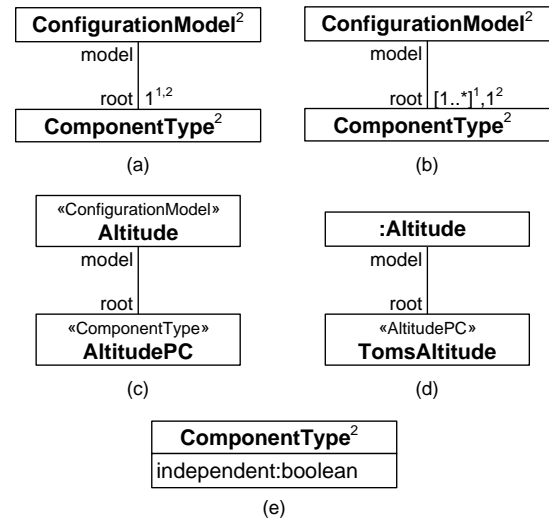 ConfigurationModel²
model
root 1¹,²
ComponentType²
(a)
ConfigurationModel²
model
root [1..*]¹,1²
ComponentType²
(b)
«ConfigurationModel»
Altitude
model
root
«ComponentType»
AltitudePC
(c)
:Altitude
model
root
«AltitudePC»
TomsAltitude
(d)
ComponentType²
independent:boolean
(e)